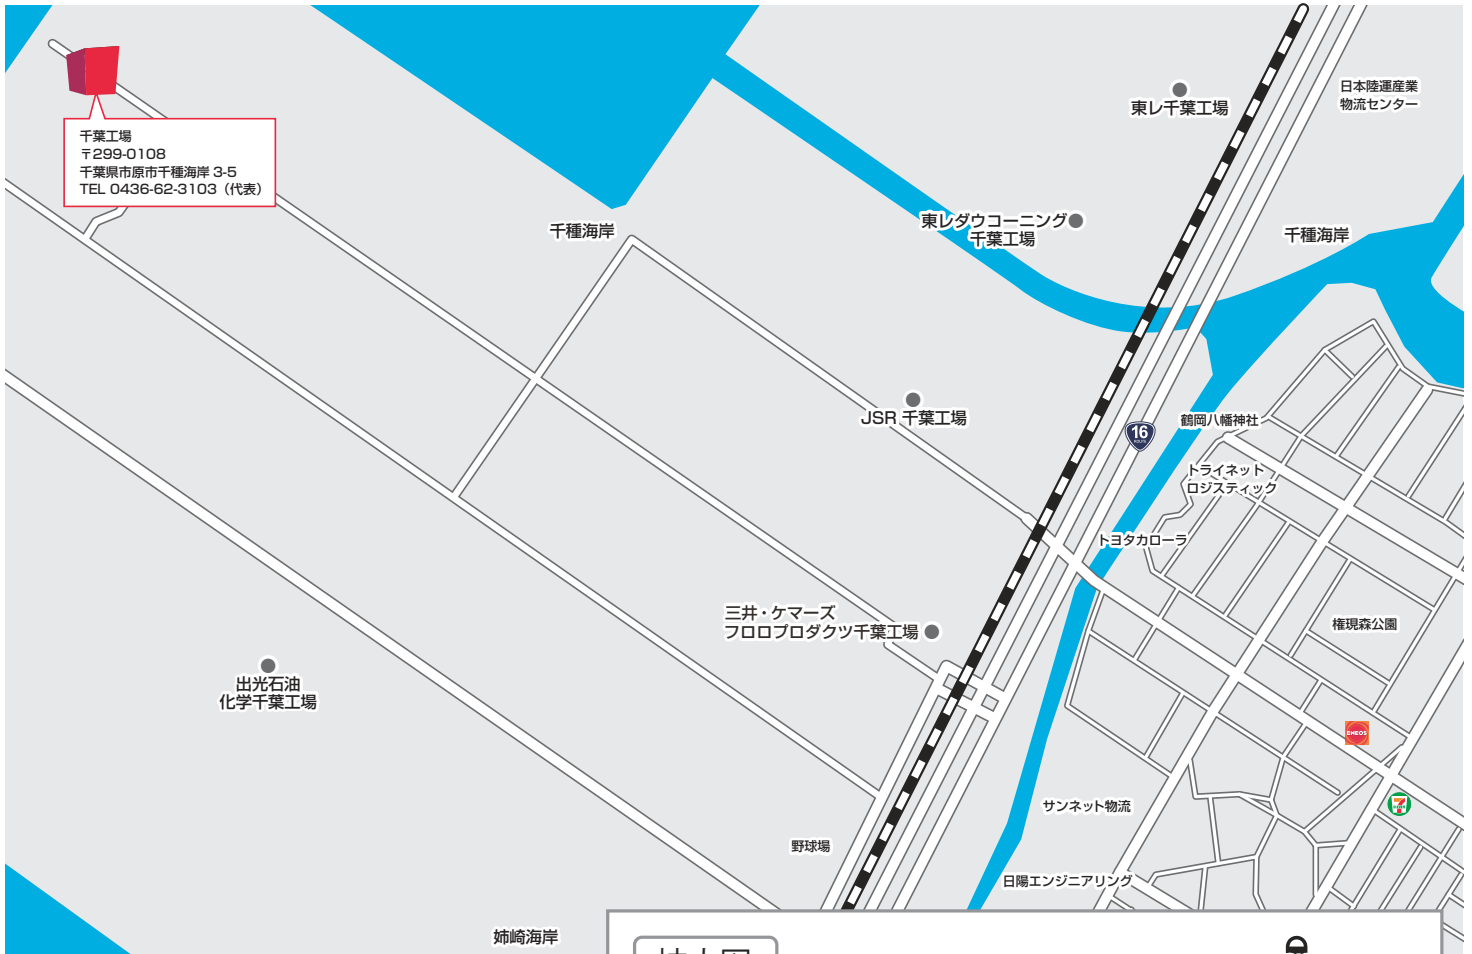 千葉工場
〒299-0108
千葉県市原市千種海岸 3-5
TEL 0436-62-3103（代表）
東レ千葉工場
日本陸運産業
物流センター
千種海岸
東レダウコーニング
千葉工場
千種海岸
JSR 千葉工場
16
ROUTE
鶴岡八幡神社
トライネット
ロジスティック
トヨタカローラ
三井・ケマーズ
フロロプロダクツ千葉工場
権現森公園
出光石油
化学千葉工場
ENEOS
7
サンネット物流
野球場
日陽エンジニアリング
姉崎海岸